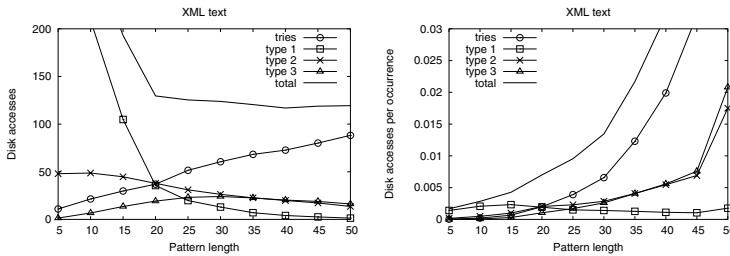 XML text
200
150
100
50
0
5 10 15 20 25 30 35 40 45 50
Disk accesses
Pattern length
tries
type 1
type 2
type 3
total
XML text
0.03
0.025
0.02
0.015
0.01
0.005
0
5 10 15 20 25 30 35 40 45 50
Disk accesses per occurrence
Pattern length
tries
type 1
type 2
type 3
total